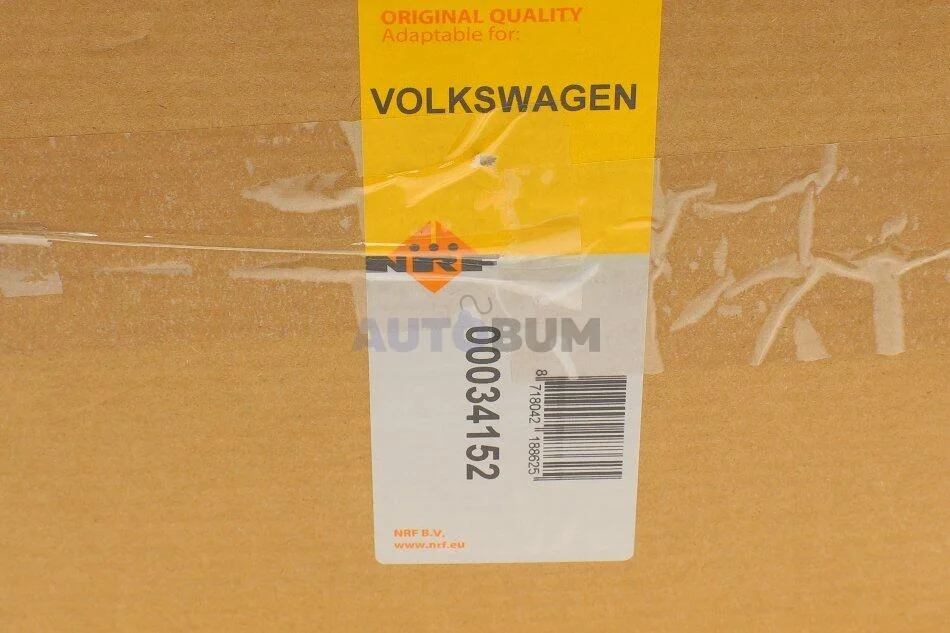 ORIGINAL QUALITY
Adaptable for:
VOLKSWAGEN
NRF
AUTOBUM
00034152
8 718042 188625
NRF B.V.
www.nrf.eu